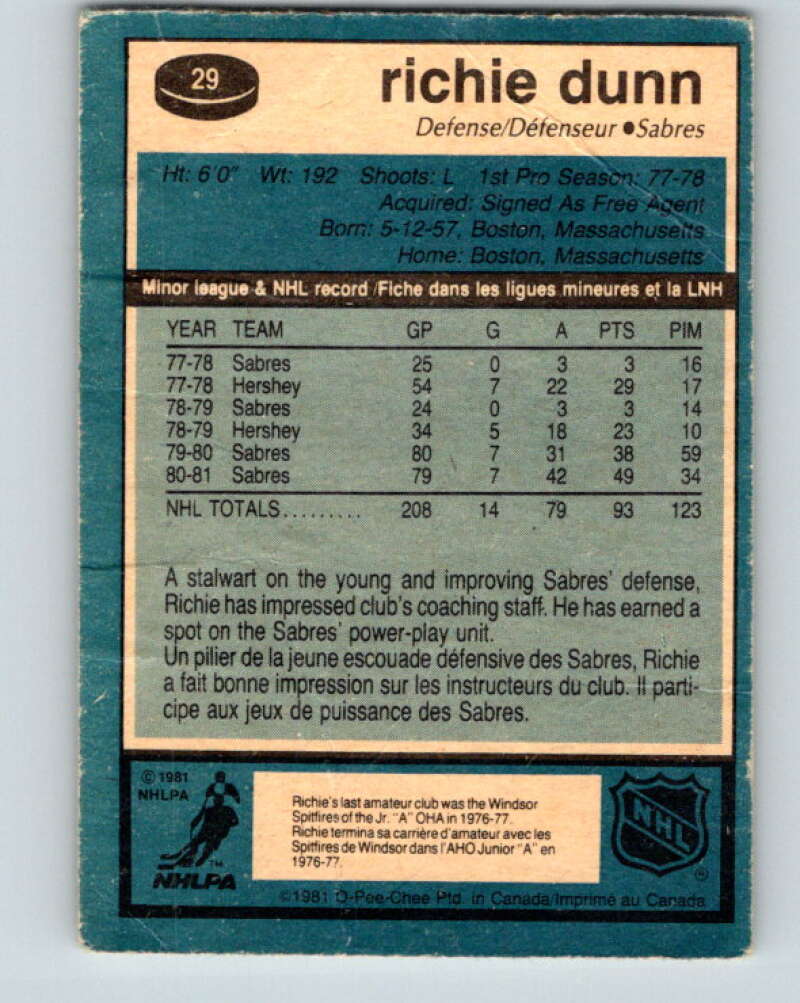 29
richie dunn
Defense/Défenseur ●Sabres
Ht: 6'0" Wt: 192 Shoots: L 1st Pro Season: 77-78
Acquired: Signed As Free Agent
Born: 5-12-57, Boston, Massachusetts
Home: Boston, Massachusetts
Minor league & NHL record /Fiche dans les ligues mineures et la LNH
YEAR TEAM GP G A PTS PIM
77-78 Sabres 25 0 3 3 16
77-78 Hershey 54 7 22 29 17
78-79 Sabres 24 0 3 3 14
78-79 Hershey 34 5 18 23 10
79-80 Sabres 80 7 31 38 59
80-81 Sabres 79 7 42 49 34
NHL TOTALS......... 208 14 79 93 123
A stalwart on the young and improving Sabres' defense,
Richie has impressed club's coaching staff. He has earned a
spot on the Sabres' power-play unit.
Un pilier de la jeune escouade défensive des Sabres, Richie
a fait bonne impression sur les instructeurs du club. Il parti-
cipe aux jeux de puissance des Sabres.
© 1981
NHLPA
TM
NHLPA
Richie's last amateur club was the Windsor
Spitfires of the Jr. "A" OHA in 1976-77.
Richie termina sa carrière d'amateur avec les
Spitfires de Windsor dans l'AHO Junior "A" en
1976-77.
NHL
®
©1981 O-Pee-Chee Ptd. in Canada/Imprimé au Canada